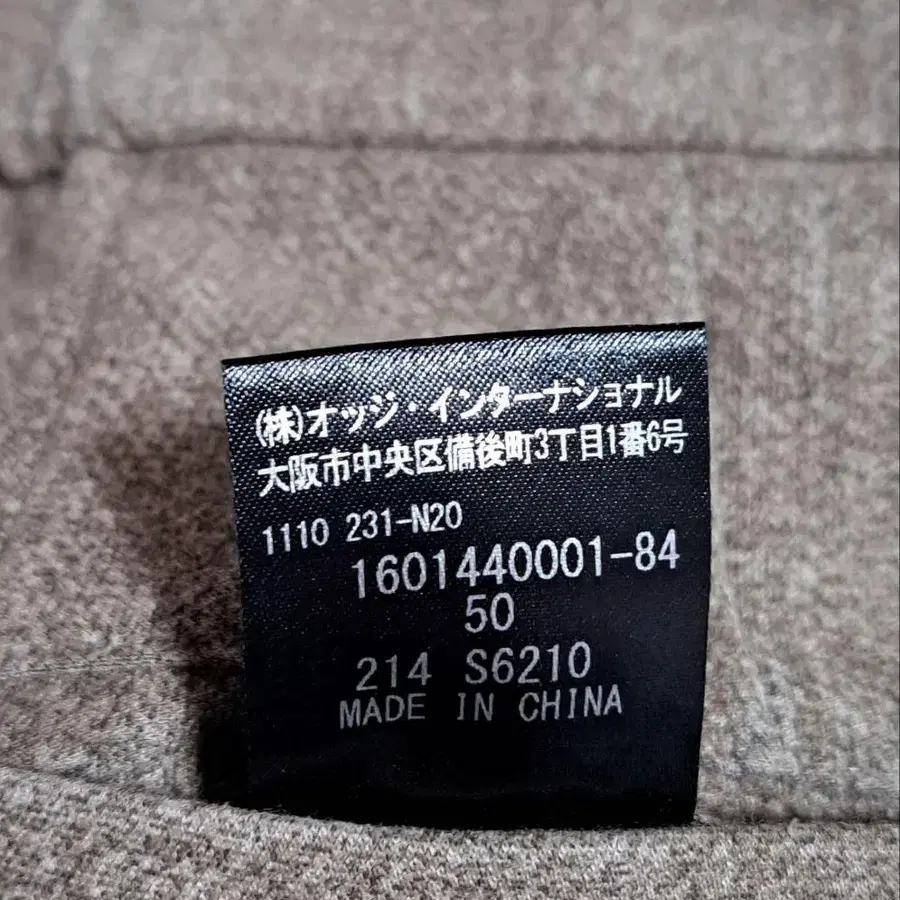 (株)オッジ・インターナショナル
大阪市中央区備後町3丁目1番6号
1110 231-N20
1601440001-84
50
214 S6210
MADE IN CHINA